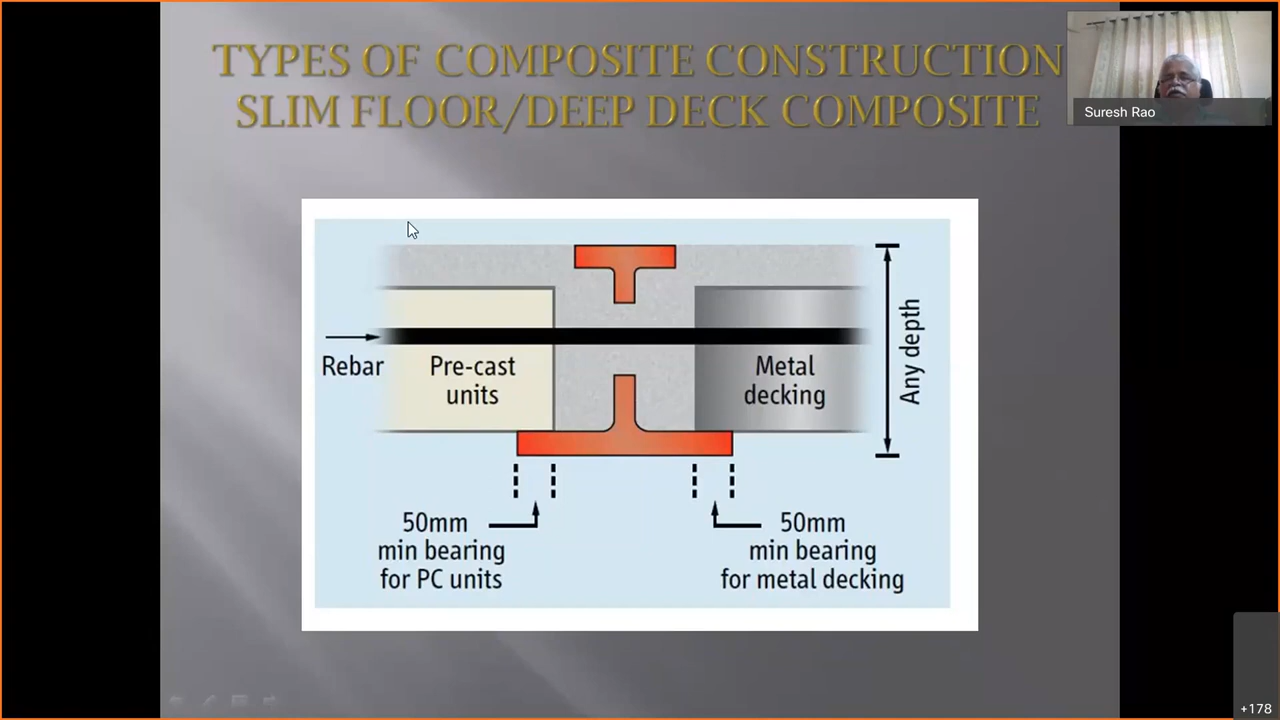 TYPES OF COMPOSITE CONSTRUCTION
SLIM FLOOR/DEEP DECK COMPOSITE
Suresh Rao
Rebar
Pre-cast
units
Metal
decking
Any depth
50mm
min bearing
for PC units
50mm
min bearing
for metal decking
+178